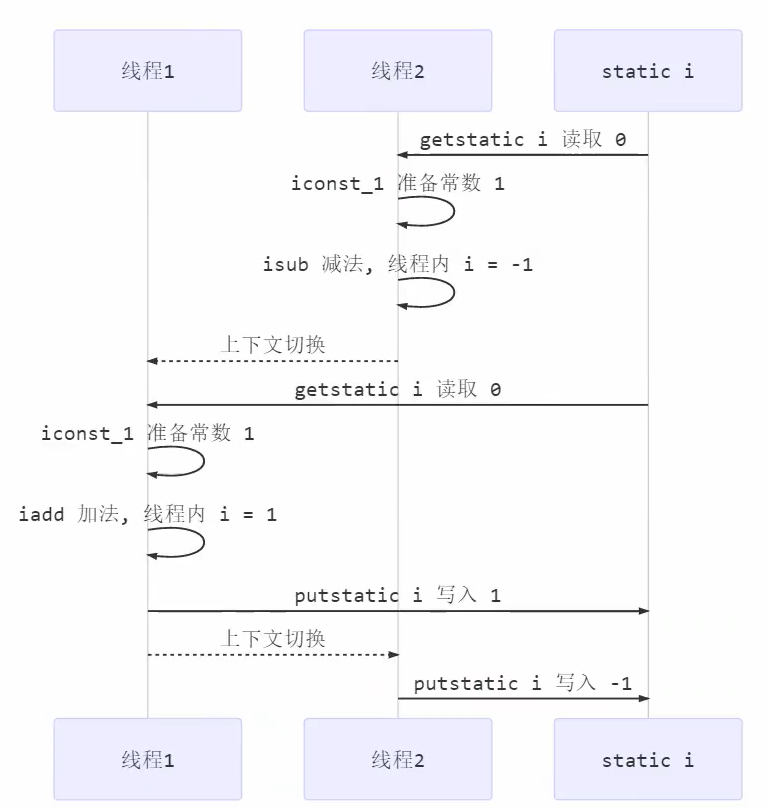 线程1
线程2
static i
getstatic i 读取 0
iconst_1 准备常数 1
isub 减法, 线程内 i = -1
上下文切换
getstatic i 读取 0
iconst_1 准备常数 1
iadd 加法, 线程内 i = 1
putstatic i 写入 1
上下文切换
putstatic i 写入 -1
线程1
线程2
static i